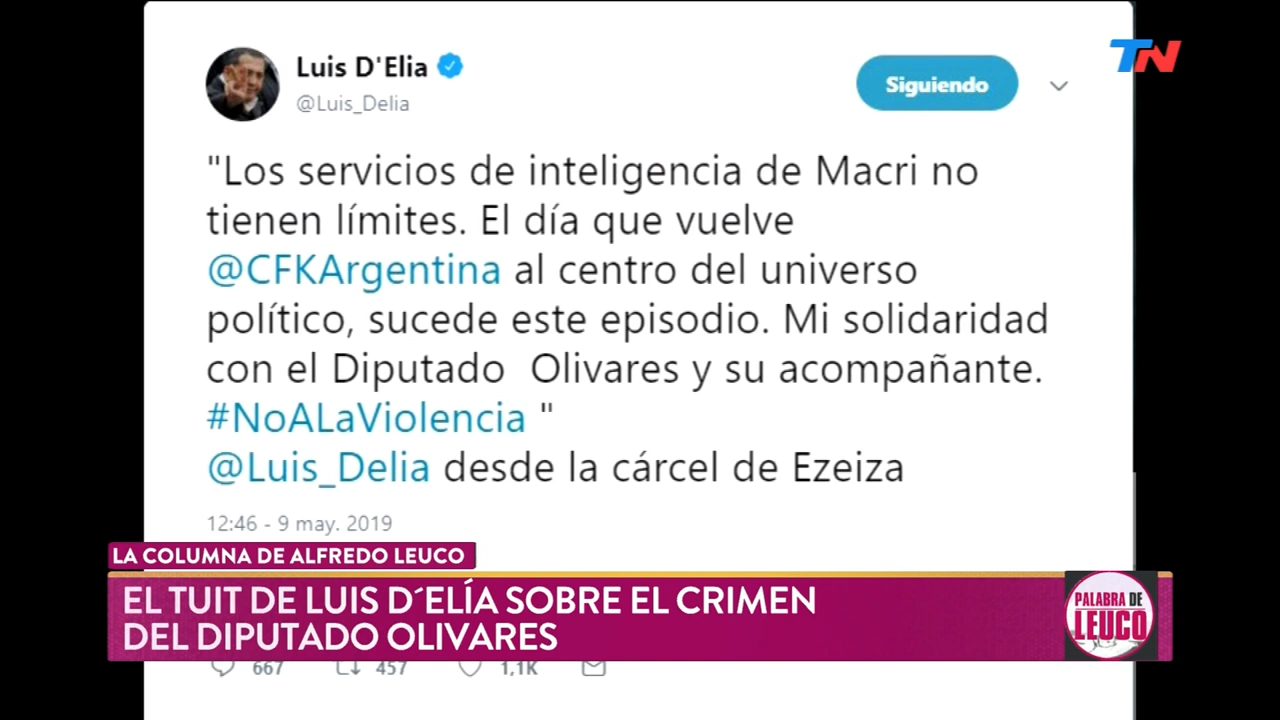 TN
Luis D'Elia
@Luis_Delia
Siguiendo
"Los servicios de inteligencia de Macri no
tienen límites. El día que vuelve
@CFKArgentina al centro del universo
político, sucede este episodio. Mi solidaridad
con el Diputado  Olivares y su acompañante.
#NoALaViolencia "
@Luis_Delia desde la cárcel de Ezeiza
12:46 - 9 may. 2019
LA COLUMNA DE ALFREDO LEUCO
EL TUIT DE LUIS D´ELÍA SOBRE EL CRIMEN
DEL DIPUTADO OLIVARES
PALABRA DE
LEUCO
667 457 1,1K